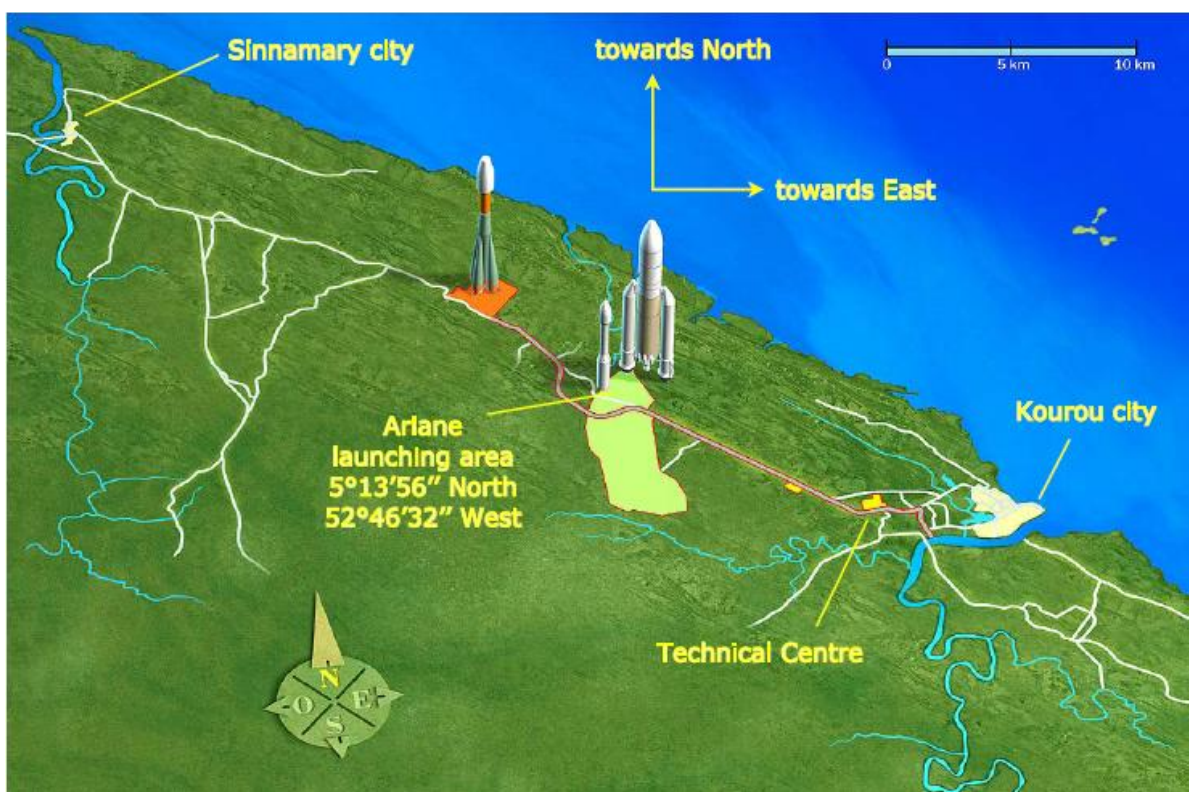 Sinnamary city
towards North
0
5 km
10 km
towards East
Kourou city
Ariane
launching area
5°13'56” North
52°46'32” West
Technical Centre
N
O
E
S